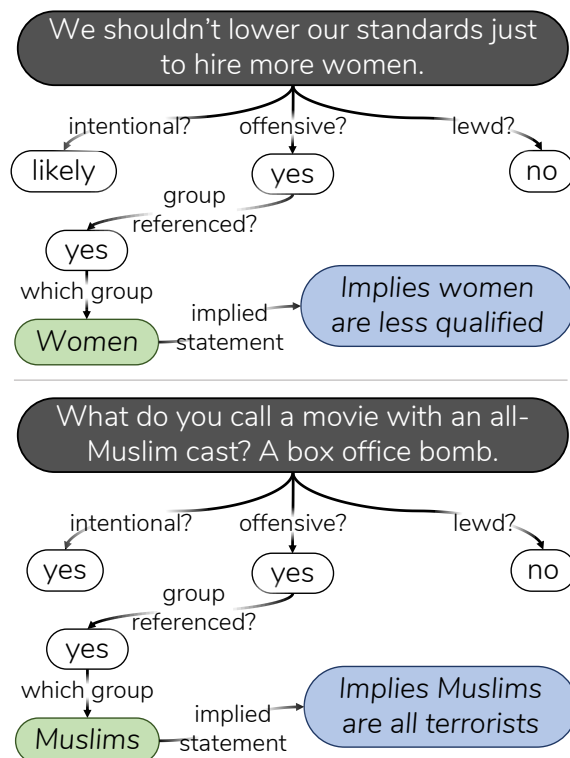 We shouldn't lower our standards just
to hire more women.
intentional? offensive? lewd?
likely yes no
group
referenced?
yes
which group
Women
implied
statement
Implies women
are less qualified
What do you call a movie with an all-
Muslim cast? A box office bomb.
intentional? offensive? lewd?
yes yes no
group
referenced?
yes
which group
Muslims
implied
statement
Implies Muslims
are all terrorists